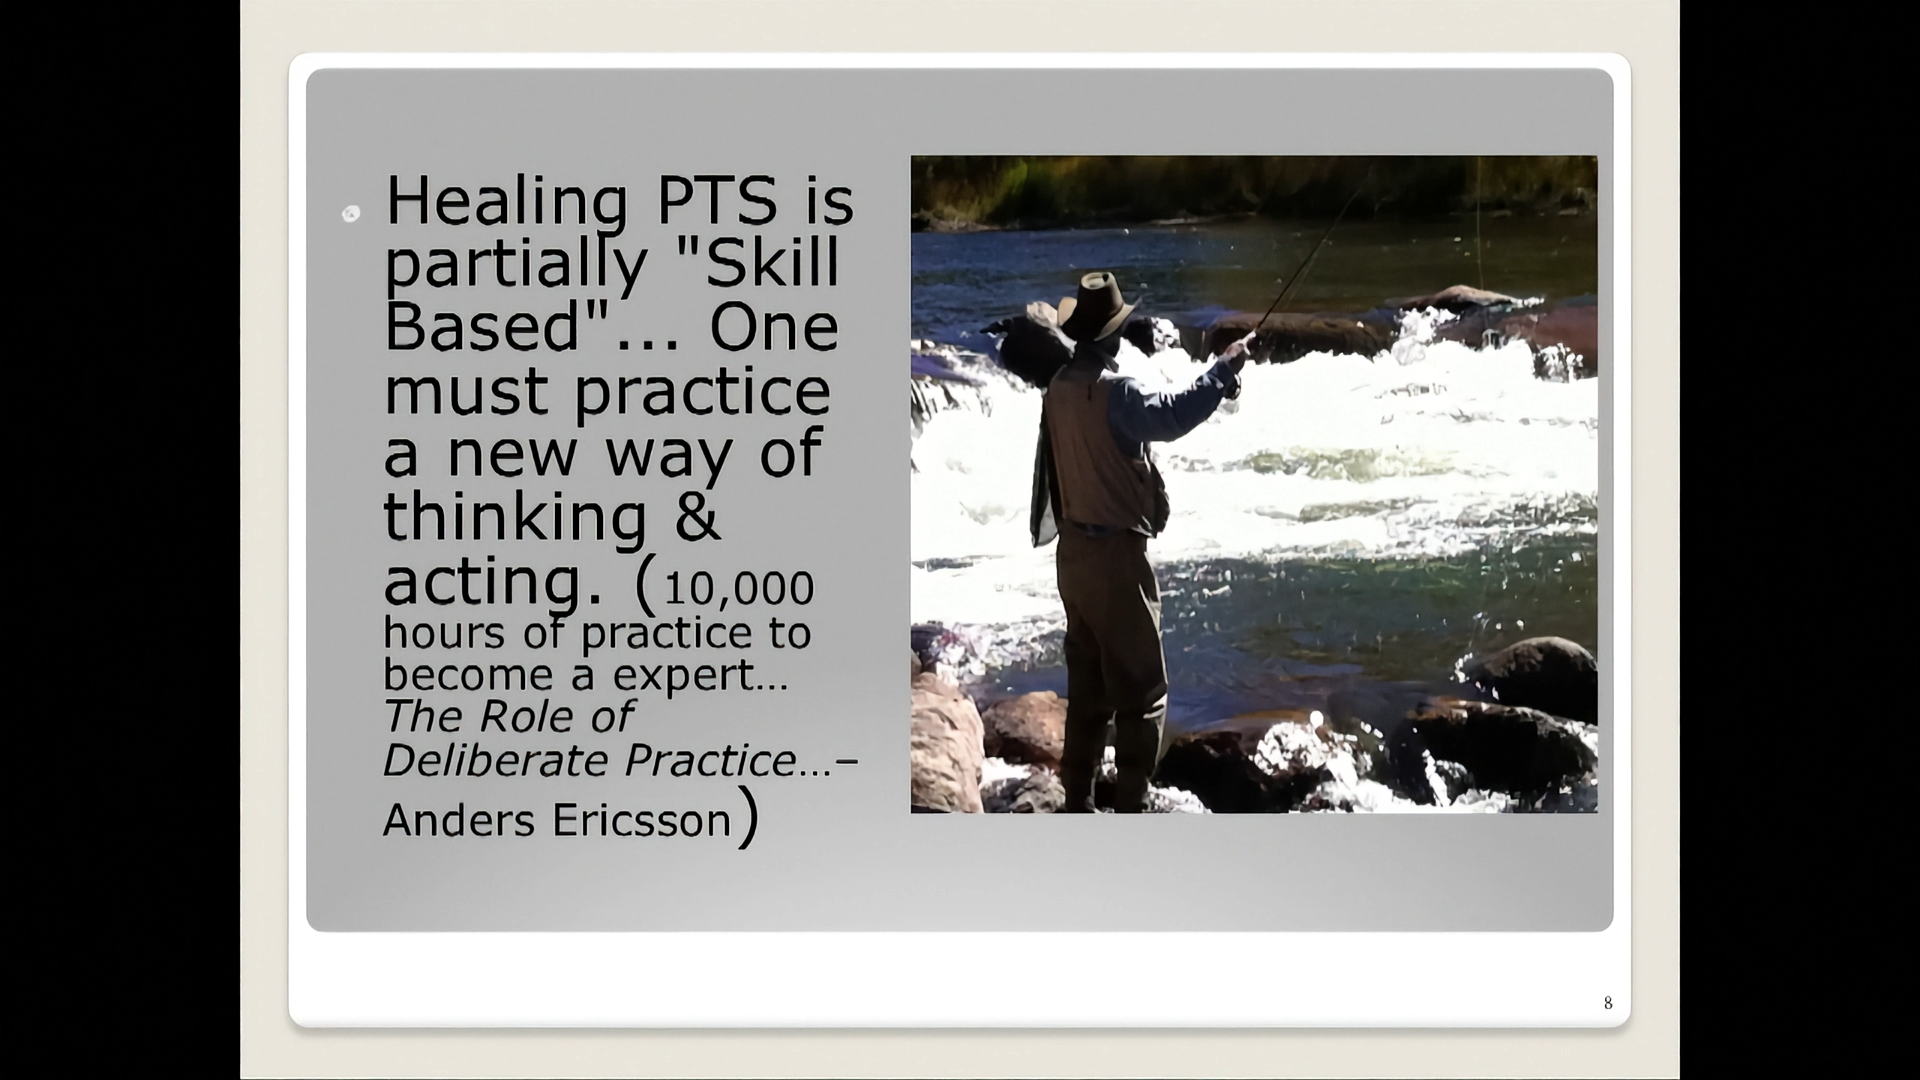 Healing PTS is
partially "Skill
Based"... One
must practice
a new way of
thinking &
acting. (10,000
hours of practice to
become a expert...
The Role of
Deliberate Practice...–
Anders Ericsson)
8